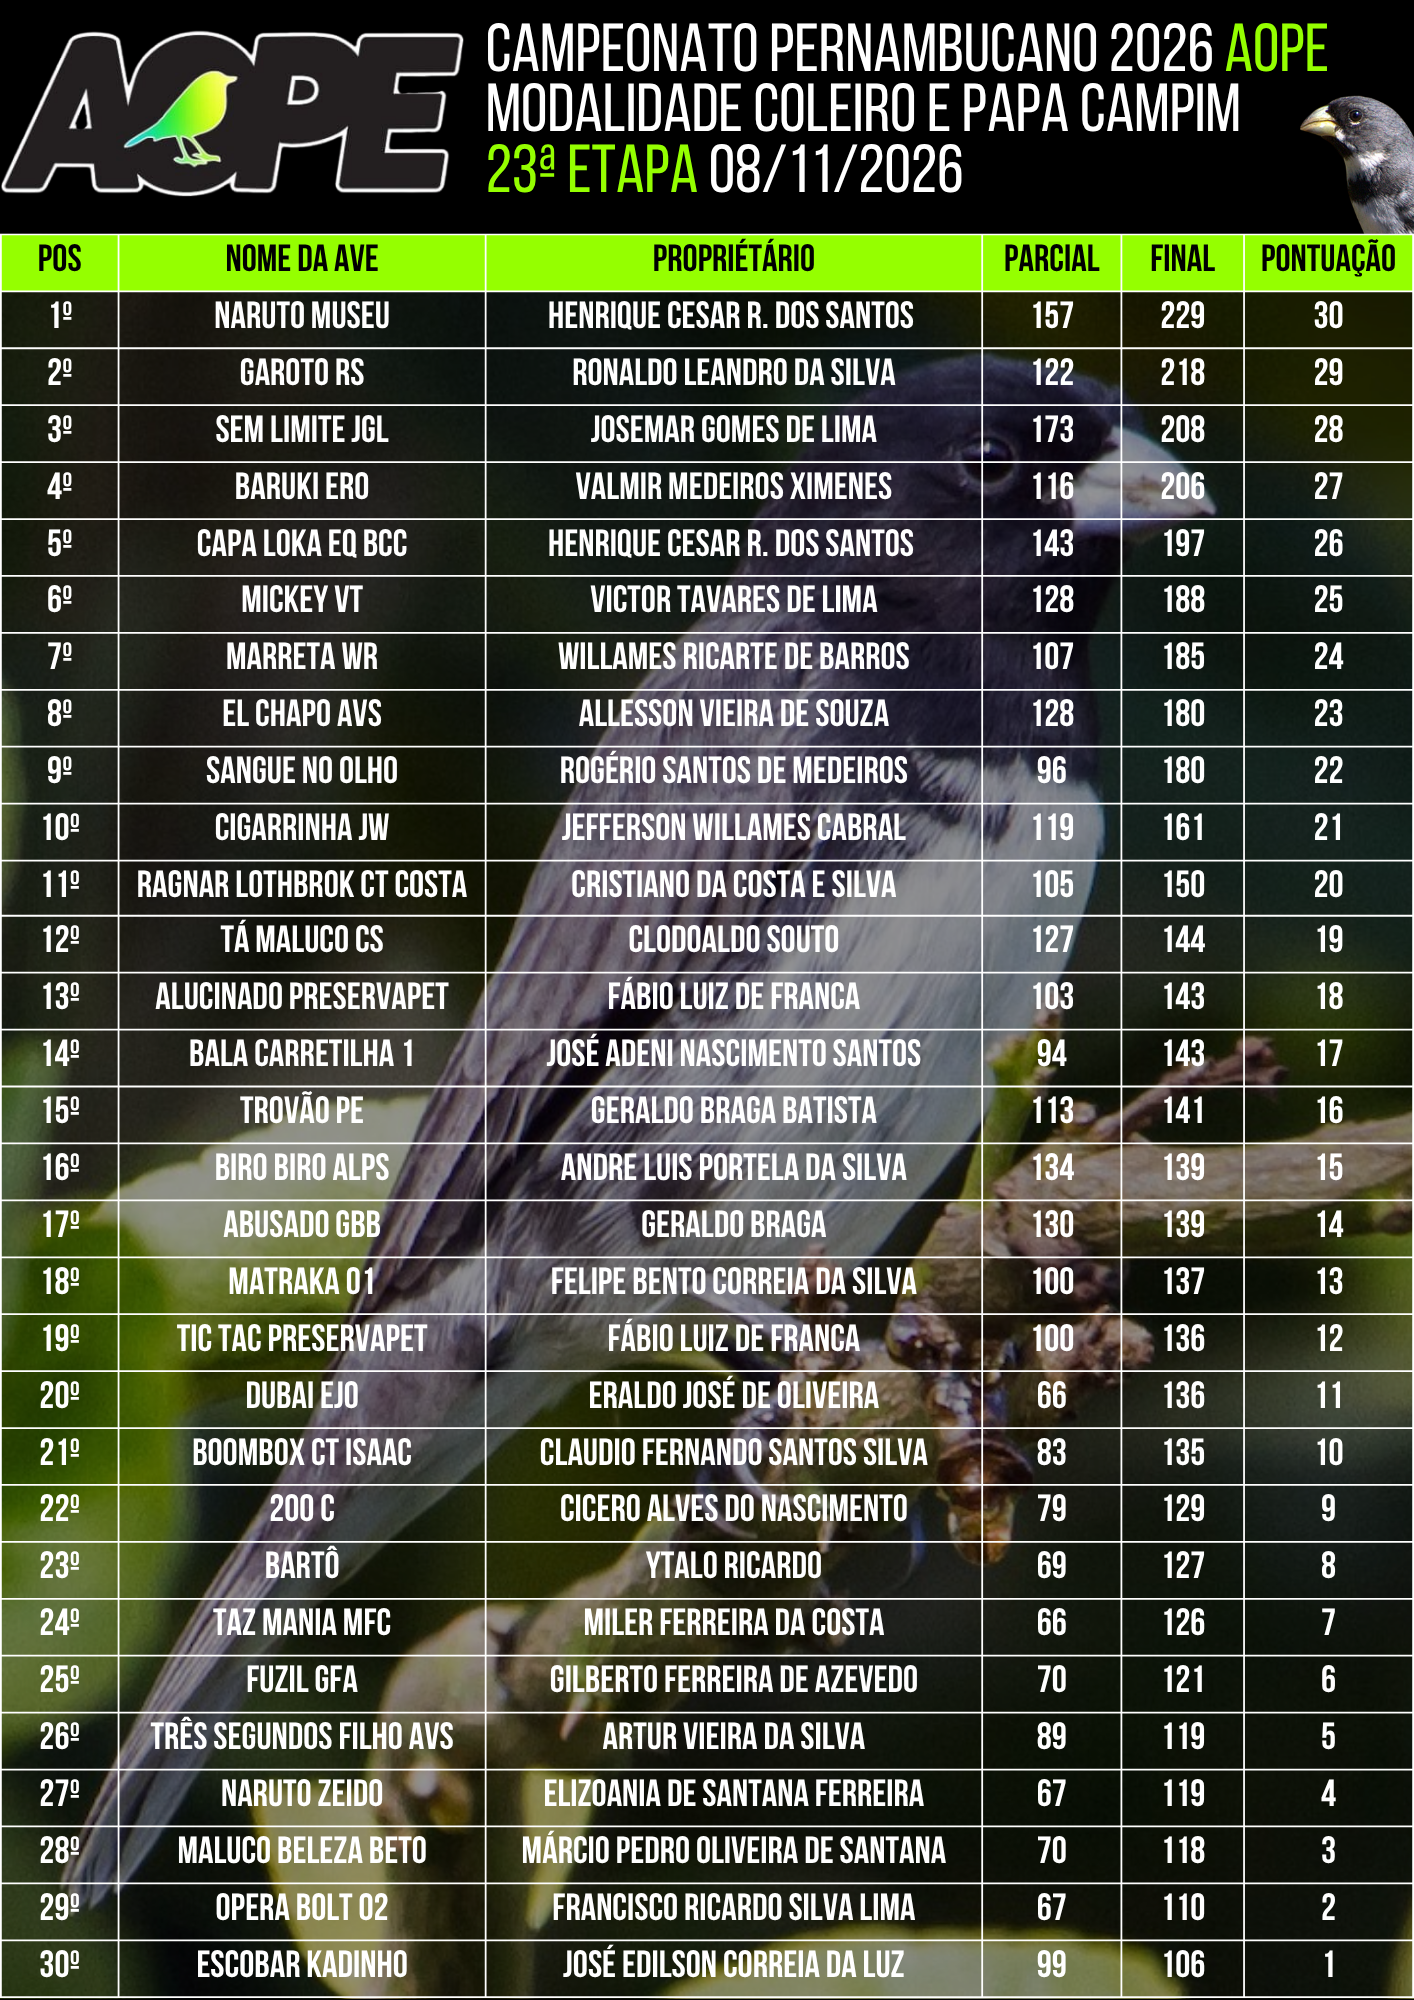 AOPE
CAMPEONATO PERNAMBUCANO 2026 AOPE
MODALIDADE COLEIRO E PAPA CAMPIM
23ª ETAPA 08/11/2026
POS NOME DA AVE PROPRIÉTÁRIO PARCIAL FINAL PONTUAÇÃO
1º NARUTO MUSEU HENRIQUE CESAR R. DOS SANTOS 157 229 30
2º GAROTO RS RONALDO LEANDRO DA SILVA 122 218 29
3º SEM LIMITE JGL JOSEMAR GOMES DE LIMA 173 208 28
4º BARUKI ERO VALMIR MEDEIROS XIMENES 116 206 27
5º CAPA LOKA EQ BCC HENRIQUE CESAR R. DOS SANTOS 143 197 26
6º MICKEY VT VICTOR TAVARES DE LIMA 128 188 25
7º MARRETA WR WILLAMES RICARTE DE BARROS 107 185 24
8º EL CHAPO AVS ALLESSON VIEIRA DE SOUZA 128 180 23
9º SANGUE NO OLHO ROGÉRIO SANTOS DE MEDEIROS 96 180 22
10º CIGARRINHA JW JEFFERSON WILLAMES CABRAL 119 161 21
11º RAGNAR LOTHBROK CT COSTA CRISTIANO DA COSTA E SILVA 105 150 20
12º TÁ MALUCO CS CLODOALDO SOUTO 127 144 19
13º ALUCINADO PRESERVAPET FÁBIO LUIZ DE FRANCA 103 143 18
14º BALA CARRETILHA 1 JOSÉ ADENI NASCIMENTO SANTOS 94 143 17
15º TROVÃO PE GERALDO BRAGA BATISTA 113 141 16
16º BIRO BIRO ALPS ANDRE LUIS PORTELA DA SILVA 134 139 15
17º ABUSADO GBB GERALDO BRAGA 130 139 14
18º MATRAKA 01 FELIPE BENTO CORREIA DA SILVA 100 137 13
19º TIC TAC PRESERVAPET FÁBIO LUIZ DE FRANCA 100 136 12
20º DUBAI EJO ERALDO JOSÉ DE OLIVEIRA 66 136 11
21º BOOMBOX CT ISAAC CLAUDIO FERNANDO SANTOS SILVA 83 135 10
22º 200 C CICERO ALVES DO NASCIMENTO 79 129 9
23º BARTÔ YTALO RICARDO 69 127 8
24º TAZ MANIA MFC MILER FERREIRA DA COSTA 66 126 7
25º FUZIL GFA GILBERTO FERREIRA DE AZEVEDO 70 121 6
26º TRÊS SEGUNDOS FILHO AVS ARTUR VIEIRA DA SILVA 89 119 5
27º NARUTO ZEIDO ELIZOANIA DE SANTANA FERREIRA 67 119 4
28º MALUCO BELEZA BETO MÁRCIO PEDRO OLIVEIRA DE SANTANA 70 118 3
29º OPERA BOLT 02 FRANCISCO RICARDO SILVA LIMA 67 110 2
30º ESCOBAR KADINHO JOSÉ EDILSON CORREIA DA LUZ 99 106 1